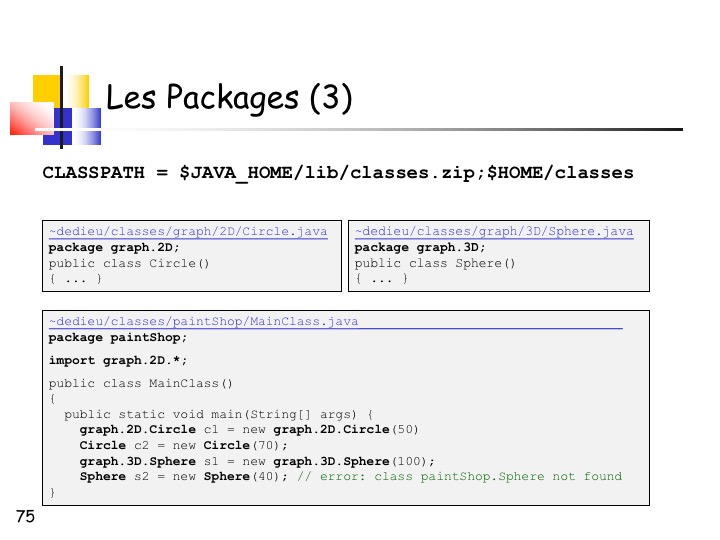 Les Packages (3)
CLASSPATH = $JAVA_HOME/lib/classes.zip;$HOME/classes
~dedieu/classes/graph/2D/Circle.java
package graph.2D;
public class Circle()
{ ... }
~dedieu/classes/graph/3D/Sphere.java
package graph.3D;
public class Sphere()
{ ... }
~dedieu/classes/paintShop/MainClass.java
package paintShop;
import graph.2D.*;
public class MainClass()
{
  public static void main(String[] args) {
    graph.2D.Circle c1 = new graph.2D.Circle(50)
    Circle c2 = new Circle(70);
    graph.3D.Sphere s1 = new graph.3D.Sphere(100);
    Sphere s2 = new Sphere(40); // error: class paintShop.Sphere not found
}
75